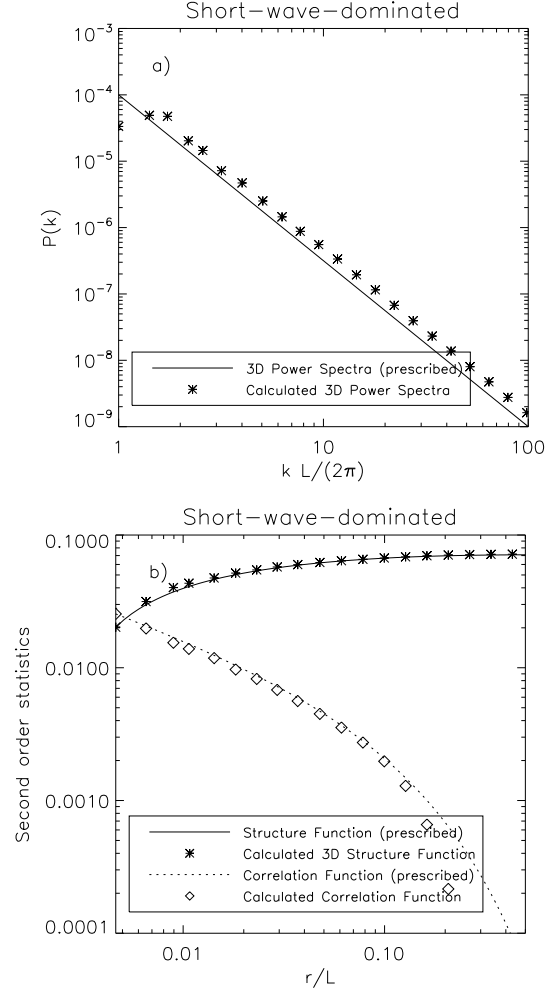 Short-wave-dominated
a)
10⁻³
10⁻⁴
10⁻⁵
10⁻⁶
10⁻⁷
10⁻⁸
10⁻⁹
P(k)
3D Power Spectra (prescribed)
Calculated 3D Power Spectra
1 10 100
k L/(2π)
Short-wave-dominated
b)
0.1000
0.0100
0.0010
0.0001
Second order statistics
Structure Function (prescribed)
Calculated 3D Structure Function
Correlation Function (prescribed)
Calculated Correlation Function
0.01 0.10
r/L